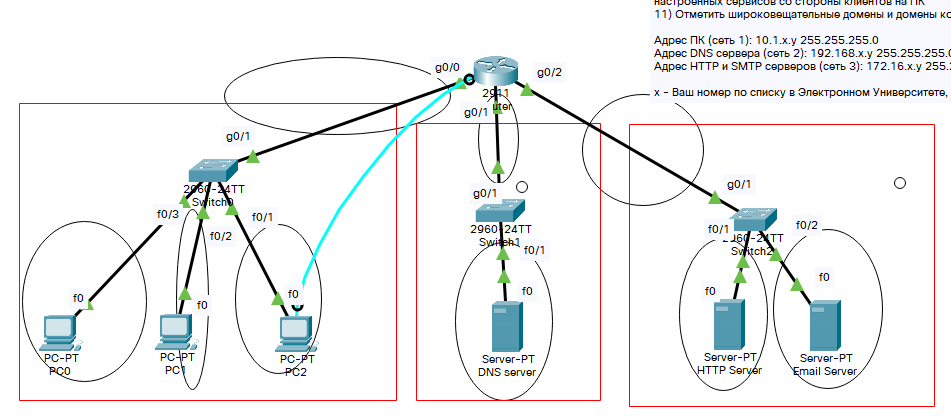 настроенных сервисов со стороны клиентов на ПК
11) Отметить широковещательные домены и домены
Адрес ПК (сеть 1): 10.1.x.y 255.255.255.0
Адрес DNS сервера (сеть 2): 192.168.x.y 255.255.255.
Адрес HTTP и SMTP серверов (сеть 3): 172.16.x.y 255.
x - Ваш номер по списку в Электронном Университете,
g0/0
g0/2
2911
g0/1
g0/1
g0/1
g0/1
2960-24TT
Switch0
f0/3
f0/1
f0/2
2960-24TT
Switch1
f0/1
f0/1
2960-24TT
Switch2
f0/2
f0
f0
f0
f0
f0
f0
PC-PT
PC0
PC-PT
PC1
PC-PT
PC2
Server-PT
DNS server
Server-PT
HTTP Server
Server-PT
Email Server